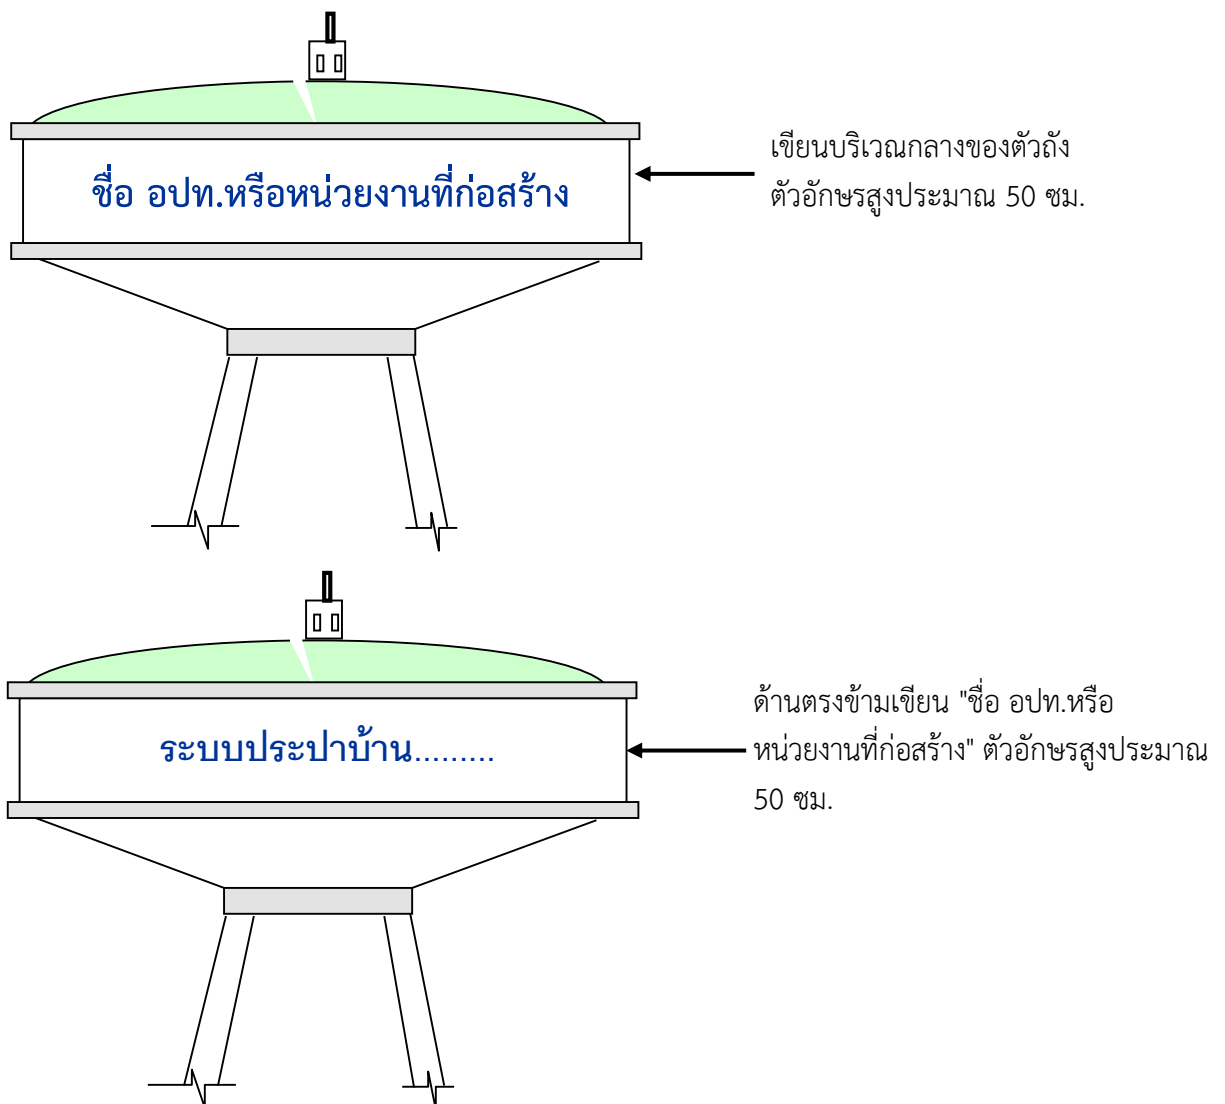 ชื่อ อปท.หรือหน่วยงานที่ก่อสร้าง
เขียนบริเวณกลางของตัวถัง
ตัวอักษรสูงประมาณ 50 ซม.
ระบบประปาบ้าน.........
ด้านตรงข้ามเขียน "ชื่อ อปท.หรือ
หน่วยงานที่ก่อสร้าง" ตัวอักษรสูงประมาณ
50 ซม.